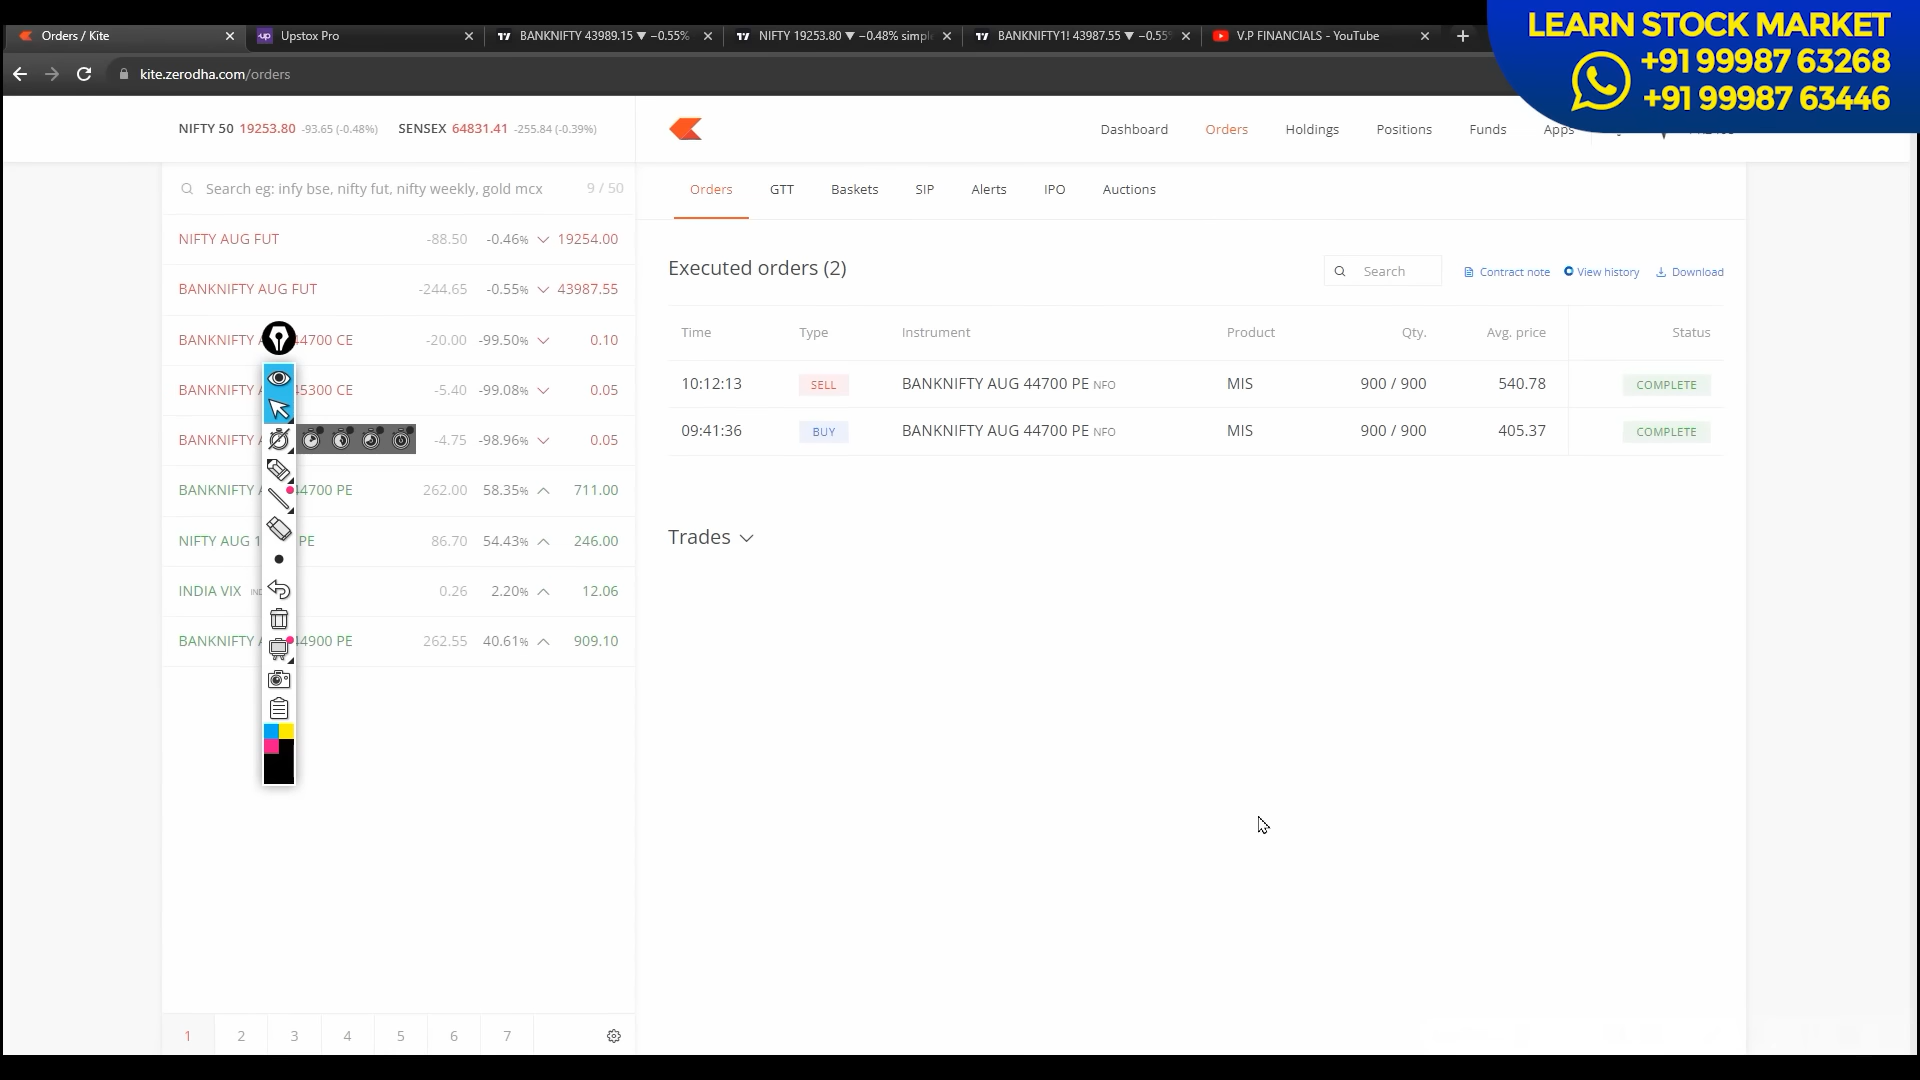 Orders / Kite
Upstox Pro
BANKNIFTY 43989.15 ▼ −0.55%
NIFTY 19253.80 ▼ −0.48%
BANKNIFTY1! 43987.55 ▼ −0.55%
V.P FINANCIALS - YouTube
LEARN STOCK MARKET
+91 99987 63268
+91 99987 63446
kite.zerodha.com/orders
NIFTY 50 19253.80 -93.65 (-0.48%) SENSEX 64831.41 -255.84 (-0.39%)
Dashboard Orders Holdings Positions Funds Apps
Search eg: infy bse, nifty fut, nifty weekly, gold mcx 9 / 50
Orders GTT Baskets SIP Alerts IPO Auctions
NIFTY AUG FUT -88.50 -0.46% 19254.00
BANKNIFTY AUG FUT -244.65 -0.55% 43987.55
BANKNIFTY 44700 CE -20.00 -99.50% 0.10
BANKNIFTY 45300 CE -5.40 -99.08% 0.05
BANKNIFTY -4.75 -98.96% 0.05
BANKNIFTY 44700 PE 262.00 58.35% 711.00
NIFTY AUG PE 86.70 54.43% 246.00
INDIA VIX 0.26 2.20% 12.06
BANKNIFTY 44900 PE 262.55 40.61% 909.10
Executed orders (2)
Search
Contract note
View history
Download
Time Type Instrument Product Qty. Avg. price Status
10:12:13 SELL BANKNIFTY AUG 44700 PE NFO MIS 900 / 900 540.78 COMPLETE
09:41:36 BUY BANKNIFTY AUG 44700 PE NFO MIS 900 / 900 405.37 COMPLETE
Trades
1 2 3 4 5 6 7